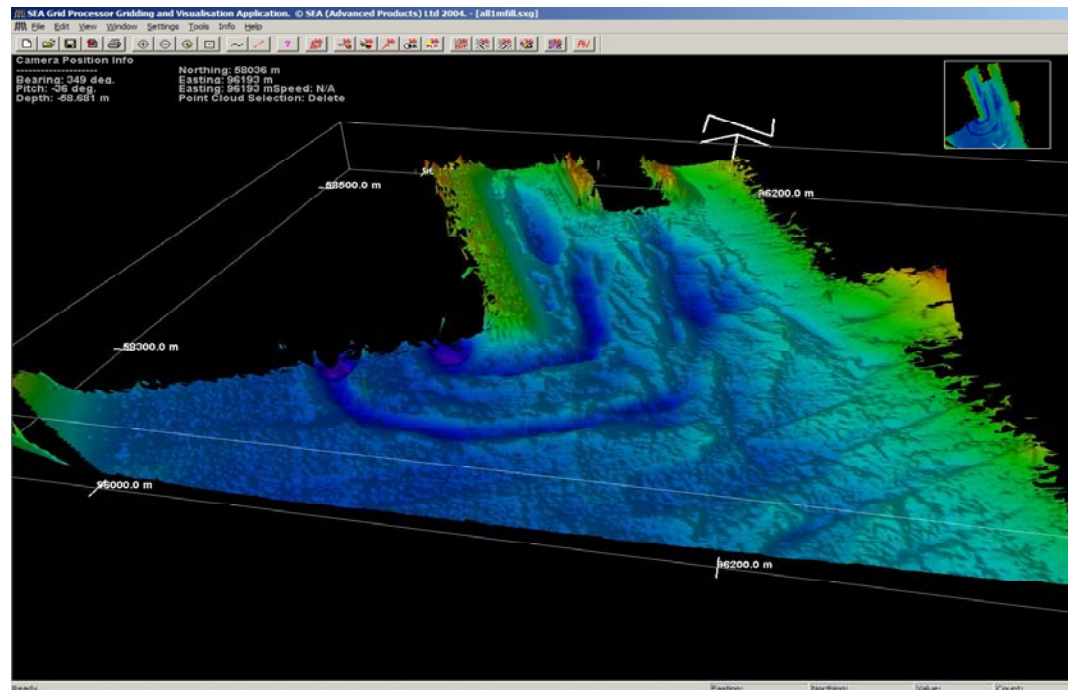 SEA Grid Processor Gridding and Visualisation Application. © SEA (Advanced Products) Ltd 2004. - [all1mfill.sxg]
File Edit View Window Settings Tools Info Help
Camera Position Info
--------------------
Bearing: 349 deg.
Pitch: -36 deg.
Depth: -58.681 m
Northing: 58036 m
Easting: 96193 m
Easting: 96193 mSpeed: N/A
Point Cloud Selection: Delete
58500.0 m
96200.0 m
58300.0 m
96000.0 m
96200.0 m
Ready
Easting: Northing: Value: Count: